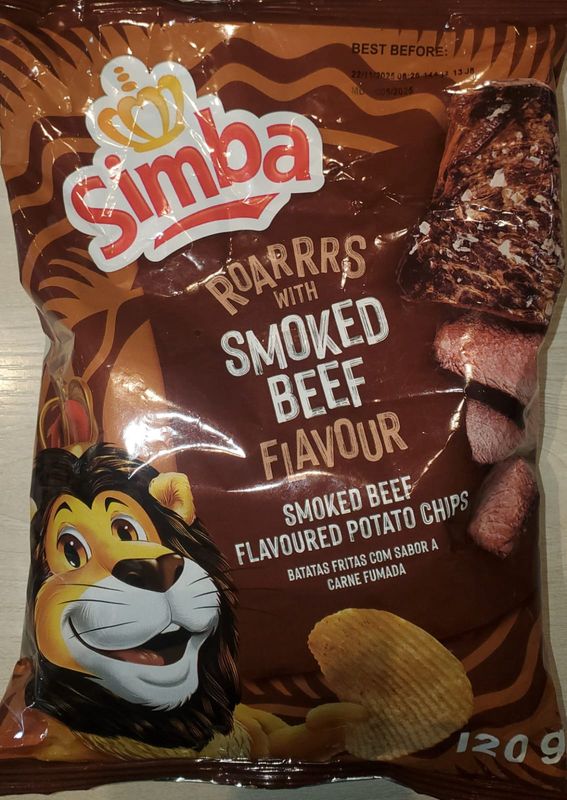 BEST BEFORE:
Simba
ROARRRS
WITH
SMOKED
BEEF
FLAVOUR
SMOKED BEEF
FLAVOURED POTATO CHIPS
BATATAS FRITAS COM SABOR A
CARNE FUMADA
120g